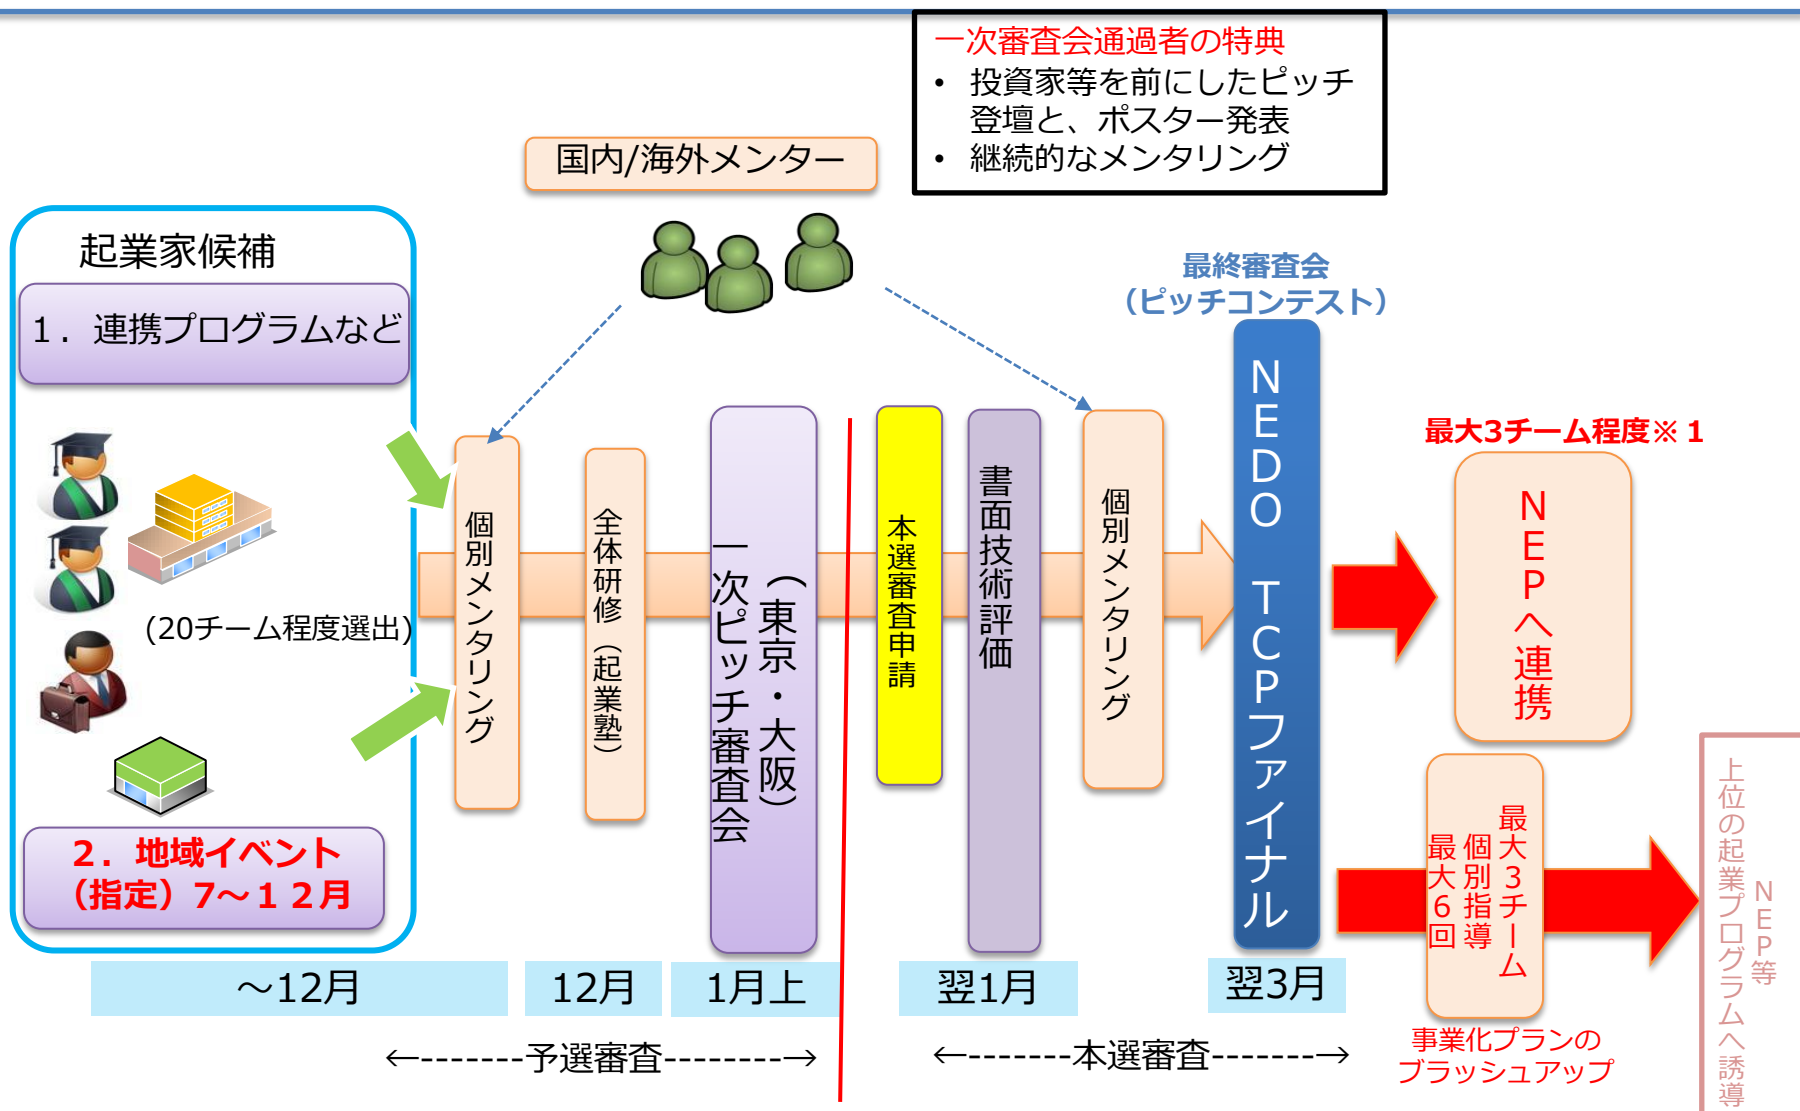 一次審査会通過者の特典
• 投資家等を前にしたピッチ
登壇と、ポスター発表
• 継続的なメンタリング
国内/海外メンター
起業家候補
１．連携プログラムなど
(20チーム程度選出)
２．地域イベント
（指定）7～１２月
個別メンタリング
全体研修（起業塾）
一次ピッチ審査会
（東京・大阪）
本選審査申請
書面技術評価
個別メンタリング
最終審査会
（ピッチコンテスト）
NEDO TCPファイナル
最大3チーム程度※１
NEPへ連携
最大3チーム
個別指導
最大6回
事業化プランの
ブラッシュアップ
NEP等
上位の起業プログラムへ誘導
～12月
12月
1月上
翌1月
翌3月
←-------予選審査--------→
←-------本選審査-------→